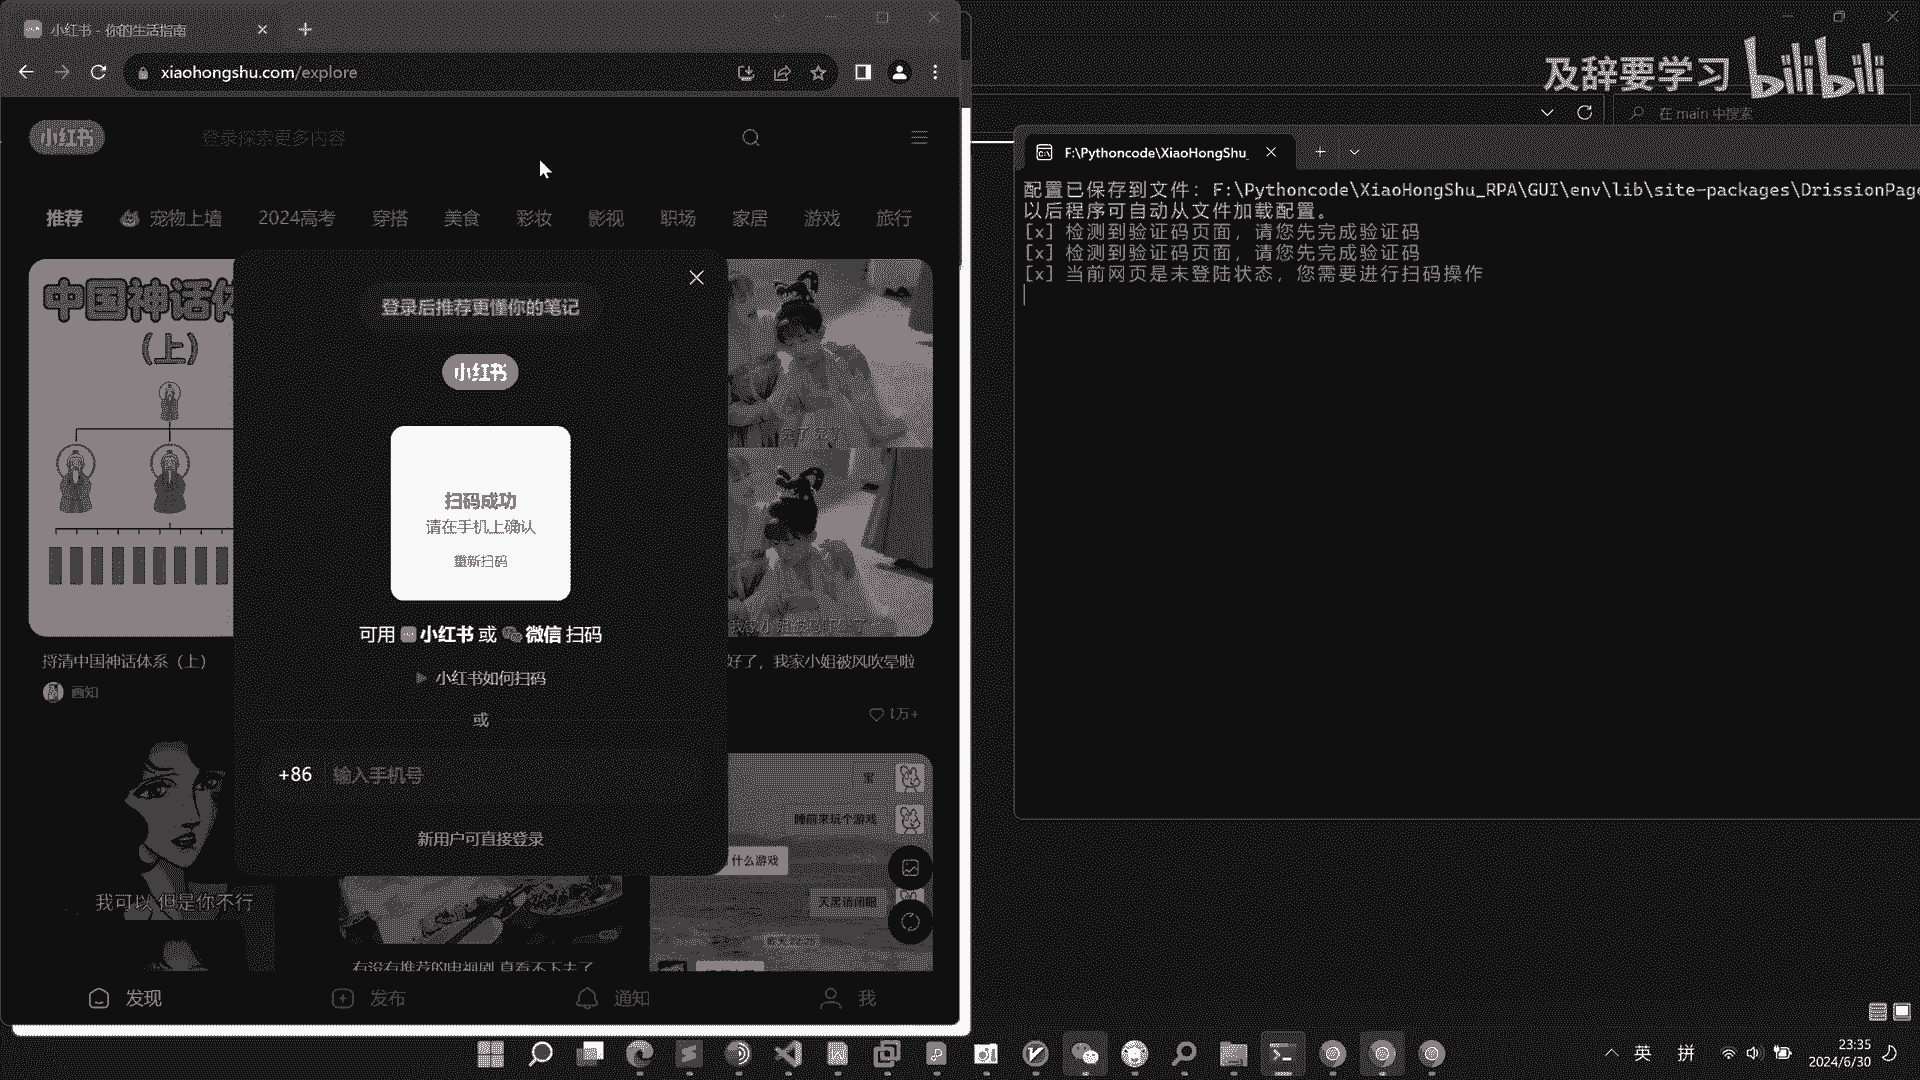 小红书 - 你的生活指南
xiaohongshu.com/explore
及辞要学习 bilibili
小红书
登录探索更多内容
在 main 中搜索
推荐 宠物上墙 2024高考 穿搭 美食 彩妆 影视 职场 家居 游戏 旅行
F:\Pythoncode\XiaoHongShu_
配置已保存到文件：F:\Pythoncode\XiaoHongShu_RPA\GUI\env\lib\site-packages\DrissionPage
以后程序可自动从文件加载配置。
[x] 检测到验证码页面，请您先完成验证码
[x] 检测到验证码页面，请您先完成验证码
[x] 当前网页是未登陆状态，您需要进行扫码操作
中国神话体
（上）
登录后推荐更懂你的笔记
小红书
扫码成功
请在手机上确认
重新扫码
可用 小红书 或 微信 扫码
小红书如何扫码
或
+86 输入手机号
新用户可直接登录
捋清中国神话体系（上）
画知
好了，我家小姐被风吹晕啦
1万+
睡前来玩个游戏
什么游戏
天黑请闭眼
我可以 但是你不行
有没有推荐的电视剧 真看不下去了
发现 发布 通知 我
英 拼
23:35
2024/6/30